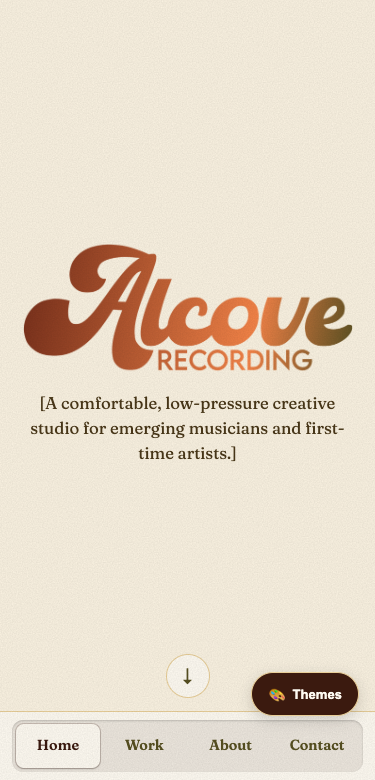 Alcove
RECORDING
[A comfortable, low-pressure creative
studio for emerging musicians and first-
time artists.]
Themes
Home Work About Contact